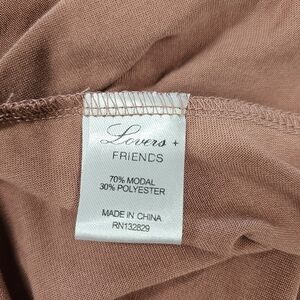 Lovers +
FRIENDS
70% MODAL
30% POLYESTER
MADE IN CHINA
RN132829